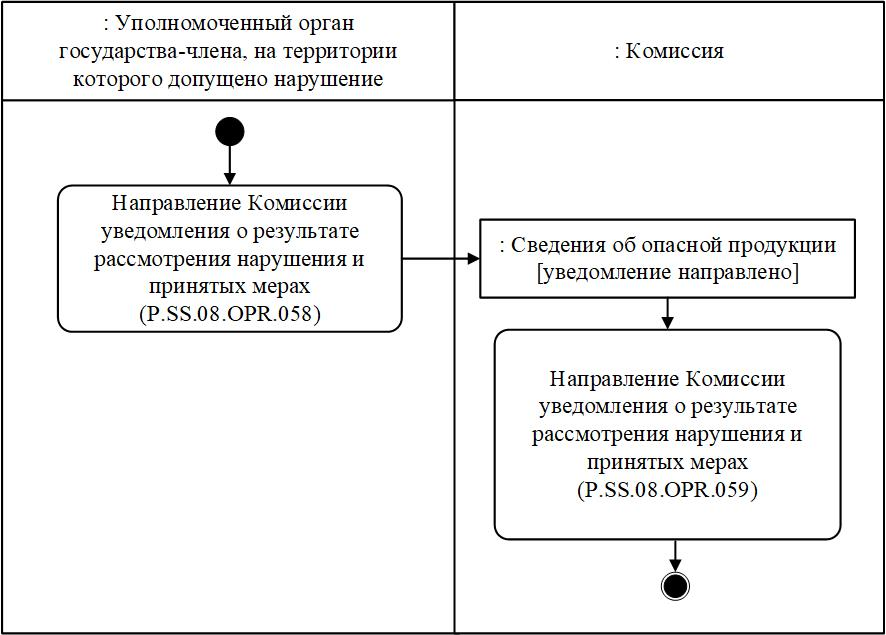 : Уполномоченный орган
государства-члена, на территории
которого допущено нарушение
: Комиссия
Направление Комиссии
уведомления о результате
рассмотрения нарушения и
принятых мерах
(P.SS.08.OPR.058)
: Сведения об опасной продукции
[уведомление направлено]
Направление Комиссии
уведомления о результате
рассмотрения нарушения и
принятых мерах
(P.SS.08.OPR.059)